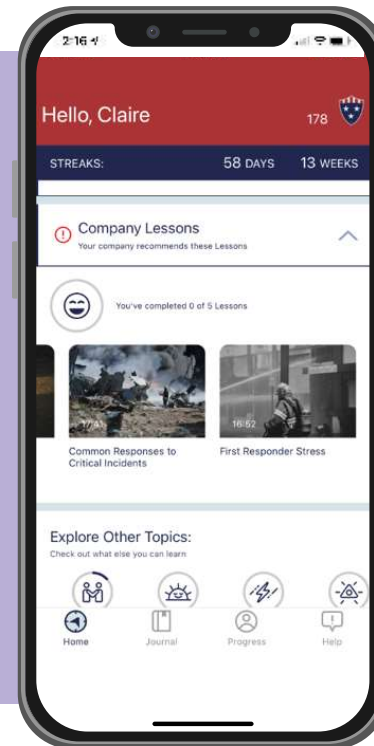 2:16
Hello, Claire
178
STREAKS: 58 DAYS 13 WEEKS
Company Lessons
Your company recommends these Lessons
You've completed 0 of 5 Lessons
17:41
16:52
Common Responses to
Critical Incidents
First Responder Stress
Explore Other Topics:
Check out what else you can learn
Home Journal Progress Help